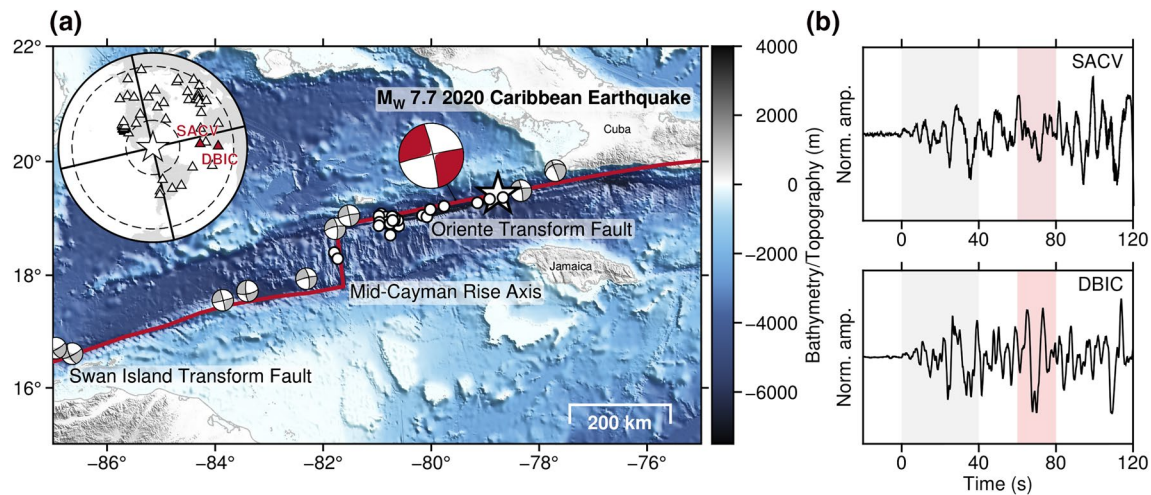 (a)
(b)
22°
20°
18°
16°
−86°
−84°
−82°
−80°
−78°
−76°
SACV
DBIC
MW 7.7 2020 Caribbean Earthquake
Cuba
Oriente Transform Fault
Jamaica
Mid-Cayman Rise Axis
Swan Island Transform Fault
200 km
4000
2000
0
−2000
−4000
−6000
Bathymetry/Topography (m)
SACV
Norm. amp.
0
40
80
120
DBIC
Norm. amp.
0
40
80
120
Time (s)